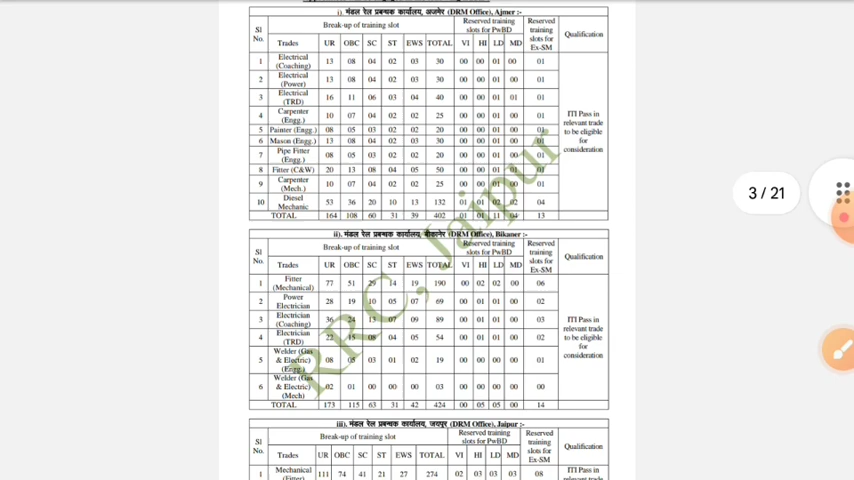 i) मंडल रेल प्रबन्धक कार्यालय, अजमेर (DRM Office), Ajmer :-
Sl No. Break-up of training slot Reserved training slots for PwBD Reserved training slots for Ex-SM Qualification
Trades UR OBC SC ST EWS TOTAL VI HI LD MD
1 Electrical (Coaching) 13 08 04 02 03 30 00 00 01 00 01
2 Electrical (Power) 13 08 04 02 03 30 00 00 01 00 01
3 Electrical (TRD) 16 11 06 03 04 40 00 00 01 01 01
4 Carpenter (Engg.) 10 07 04 02 02 25 00 00 01 00 01
5 Painter (Engg.) 08 05 03 02 02 20 00 00 01 00 01
6 Mason (Engg.) 13 08 04 02 03 30 00 00 01 00 01
7 Pipe Fitter (Engg.) 08 05 03 02 02 20 00 00 01 00 01
8 Fitter (C&W) 20 13 08 04 05 50 00 00 01 01 01
9 Carpenter (Mech.) 10 07 04 02 02 25 00 00 01 00 01
10 Diesel Mechanic 53 36 20 10 13 132 01 01 02 02 04
ITI Pass in relevant trade to be eligible for consideration
TOTAL 164 108 60 31 39 402 01 01 11 04 13
ii) मंडल रेल प्रबन्धक कार्यालय, बीकानेर (DRM Office), Bikaner :-
Sl No. Break-up of training slot Reserved training slots for PwBD Reserved training slots for Ex-SM Qualification
Trades UR OBC SC ST EWS TOTAL VI HI LD MD
1 Fitter (Mechanical) 77 51 29 14 19 190 00 02 02 00 06
2 Power Electrician 28 19 10 05 07 69 00 01 01 00 02
3 Electrician (Coaching) 36 24 13 07 09 89 00 01 01 00 03
4 Electrician (TRD) 22 15 08 04 05 54 00 01 01 00 02
5 Welder (Gas & Electric) (Engg.) 08 05 03 01 02 19 00 00 00 00 01
6 Welder (Gas & Electric) (Mech) 02 01 00 00 00 03 00 00 00 00 00
ITI Pass in relevant trade to be eligible for consideration
TOTAL 173 115 63 31 42 424 00 05 05 00 14
iii) मंडल रेल प्रबन्धक कार्यालय, जयपुर (DRM Office), Jaipur :-
Sl No. Break-up of training slot Reserved training slots for PwBD Reserved training slots for Ex-SM Qualification
Trades UR OBC SC ST EWS TOTAL VI HI LD MD
1 Mechanical (Fitter) 111 74 41 21 27 274 02 03 03 03 08 ITI Pass in relevant trade
RRC, Jaipur
3 / 21